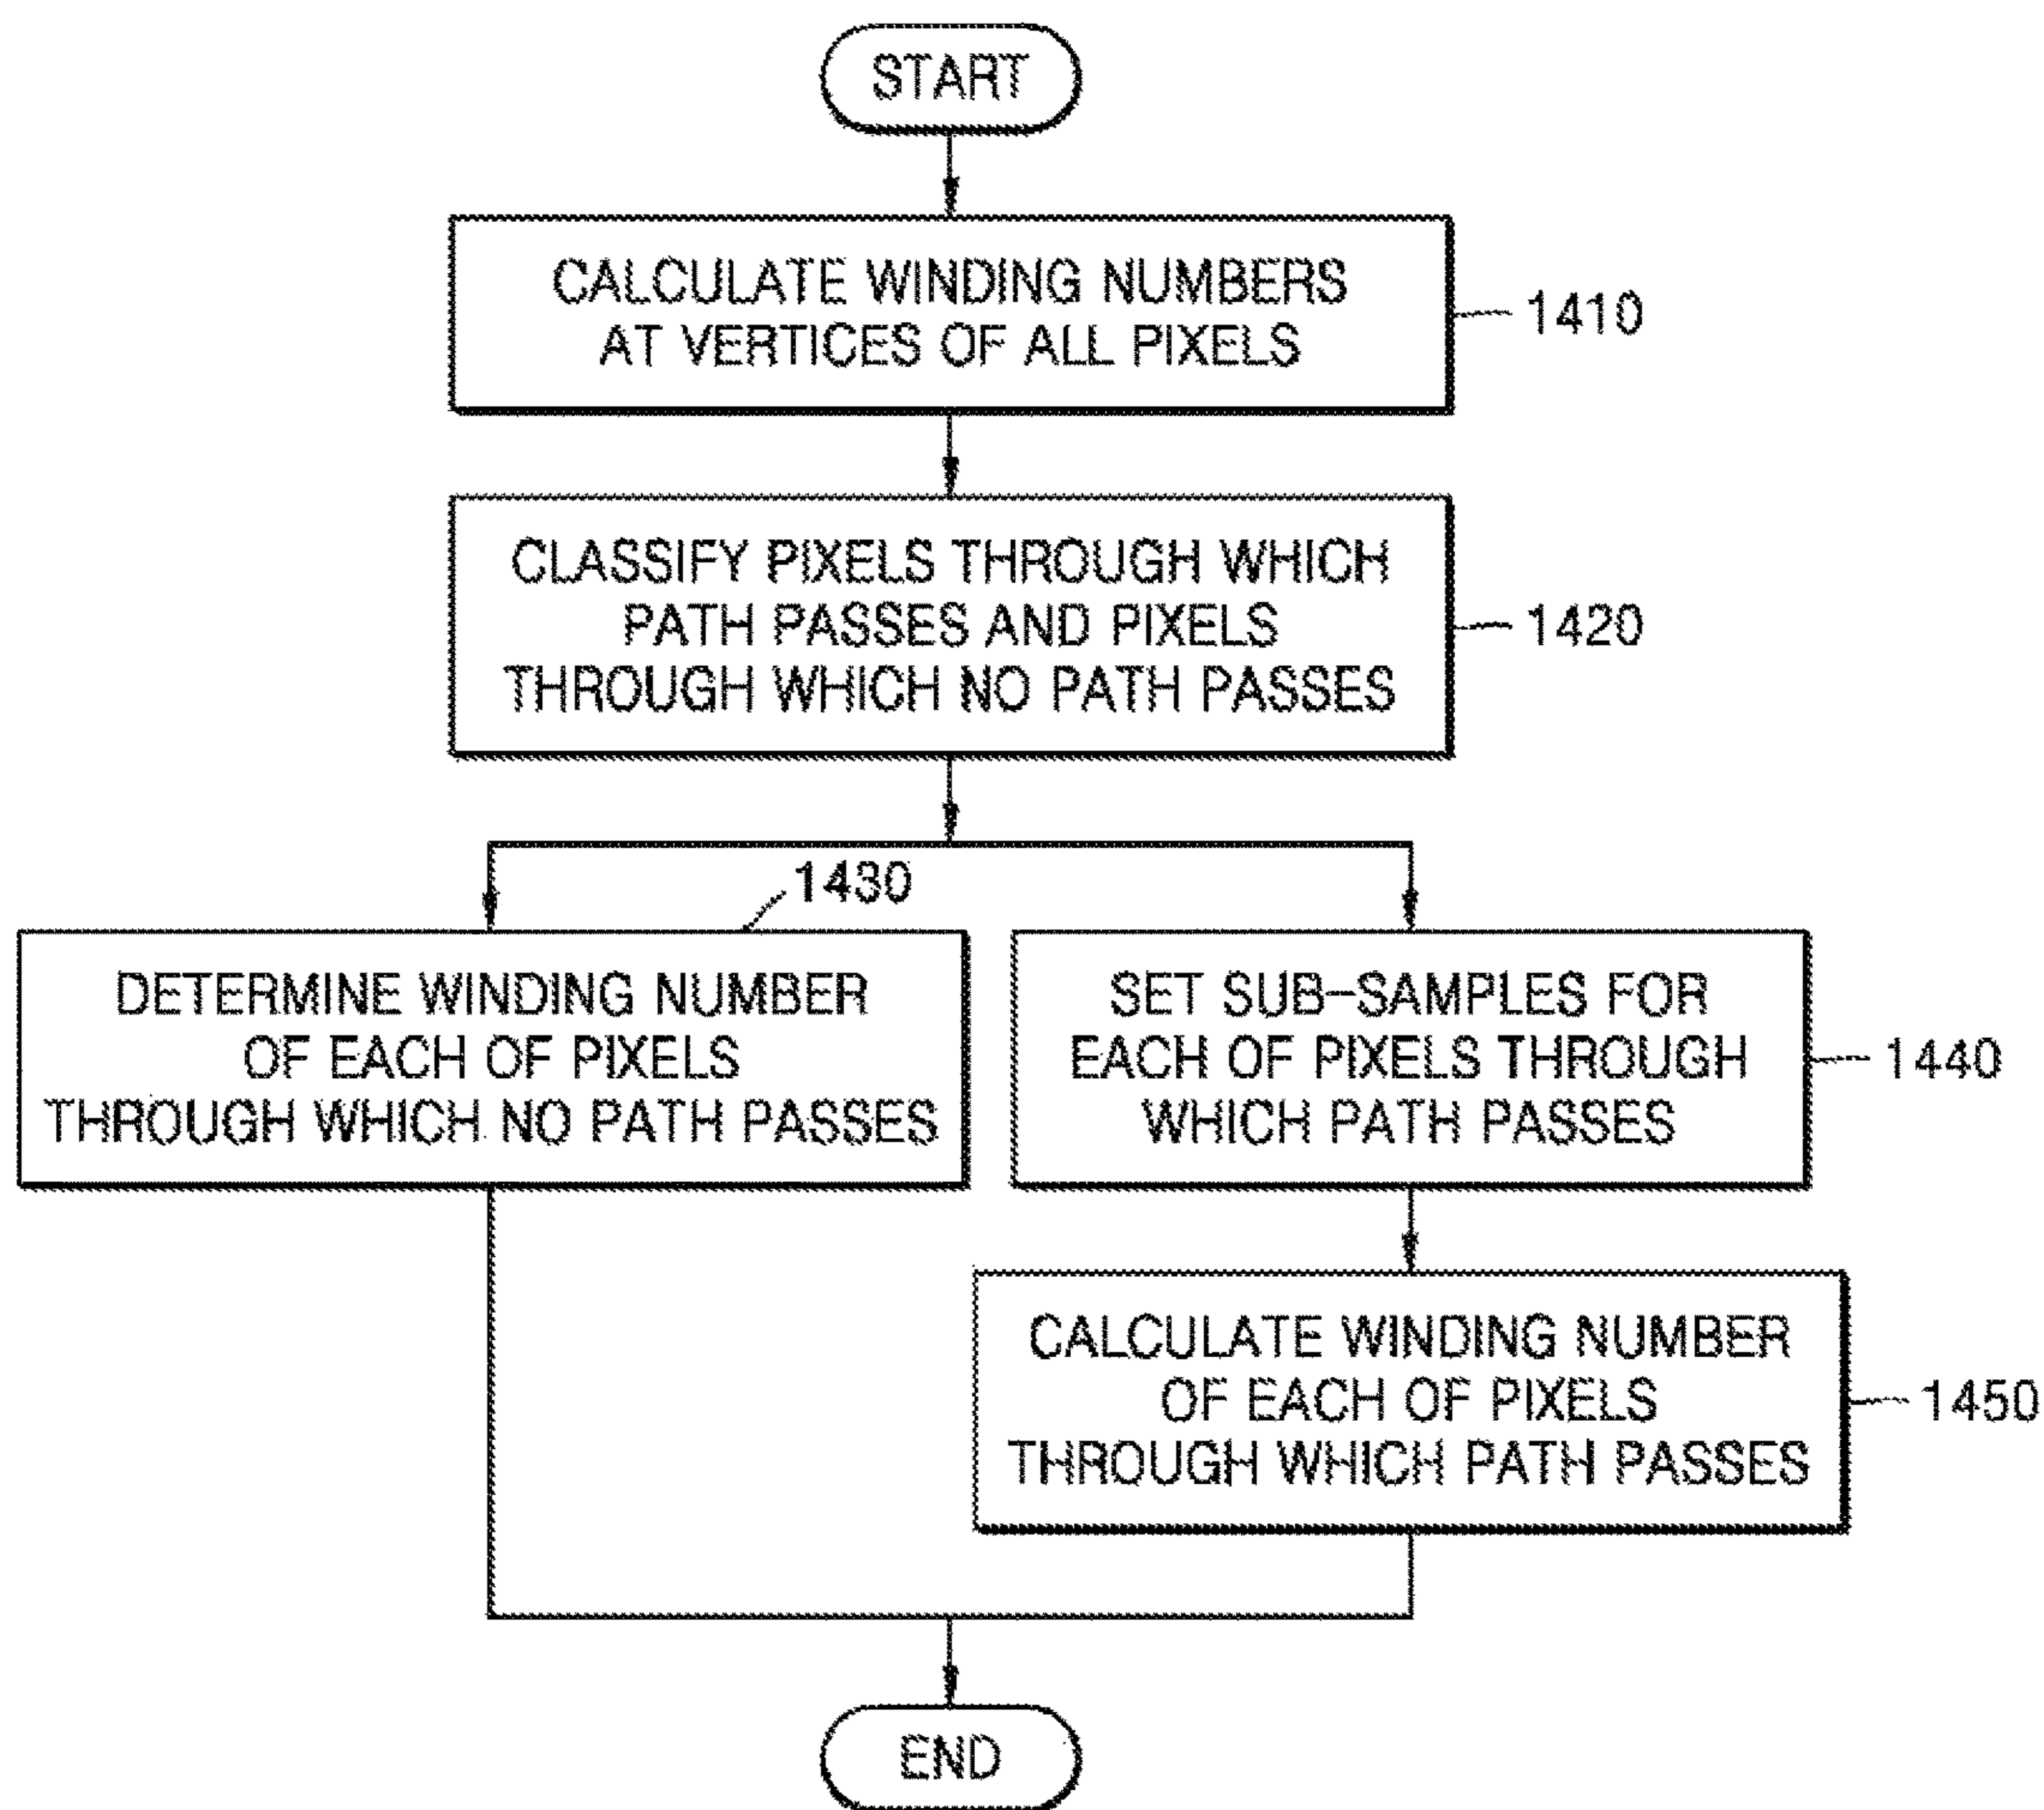 START
CALCULATE WINDING NUMBERS
AT VERTICES OF ALL PIXELS
1410
CLASSIFY PIXELS THROUGH WHICH
PATH PASSES AND PIXELS
THROUGH WHICH NO PATH PASSES
1420
1430
DETERMINE WINDING NUMBER
OF EACH OF PIXELS
THROUGH WHICH NO PATH PASSES
SET SUB-SAMPLES FOR
EACH OF PIXELS THROUGH
WHICH PATH PASSES
1440
CALCULATE WINDING NUMBER
OF EACH OF PIXELS
THROUGH WHICH PATH PASSES
1450
END